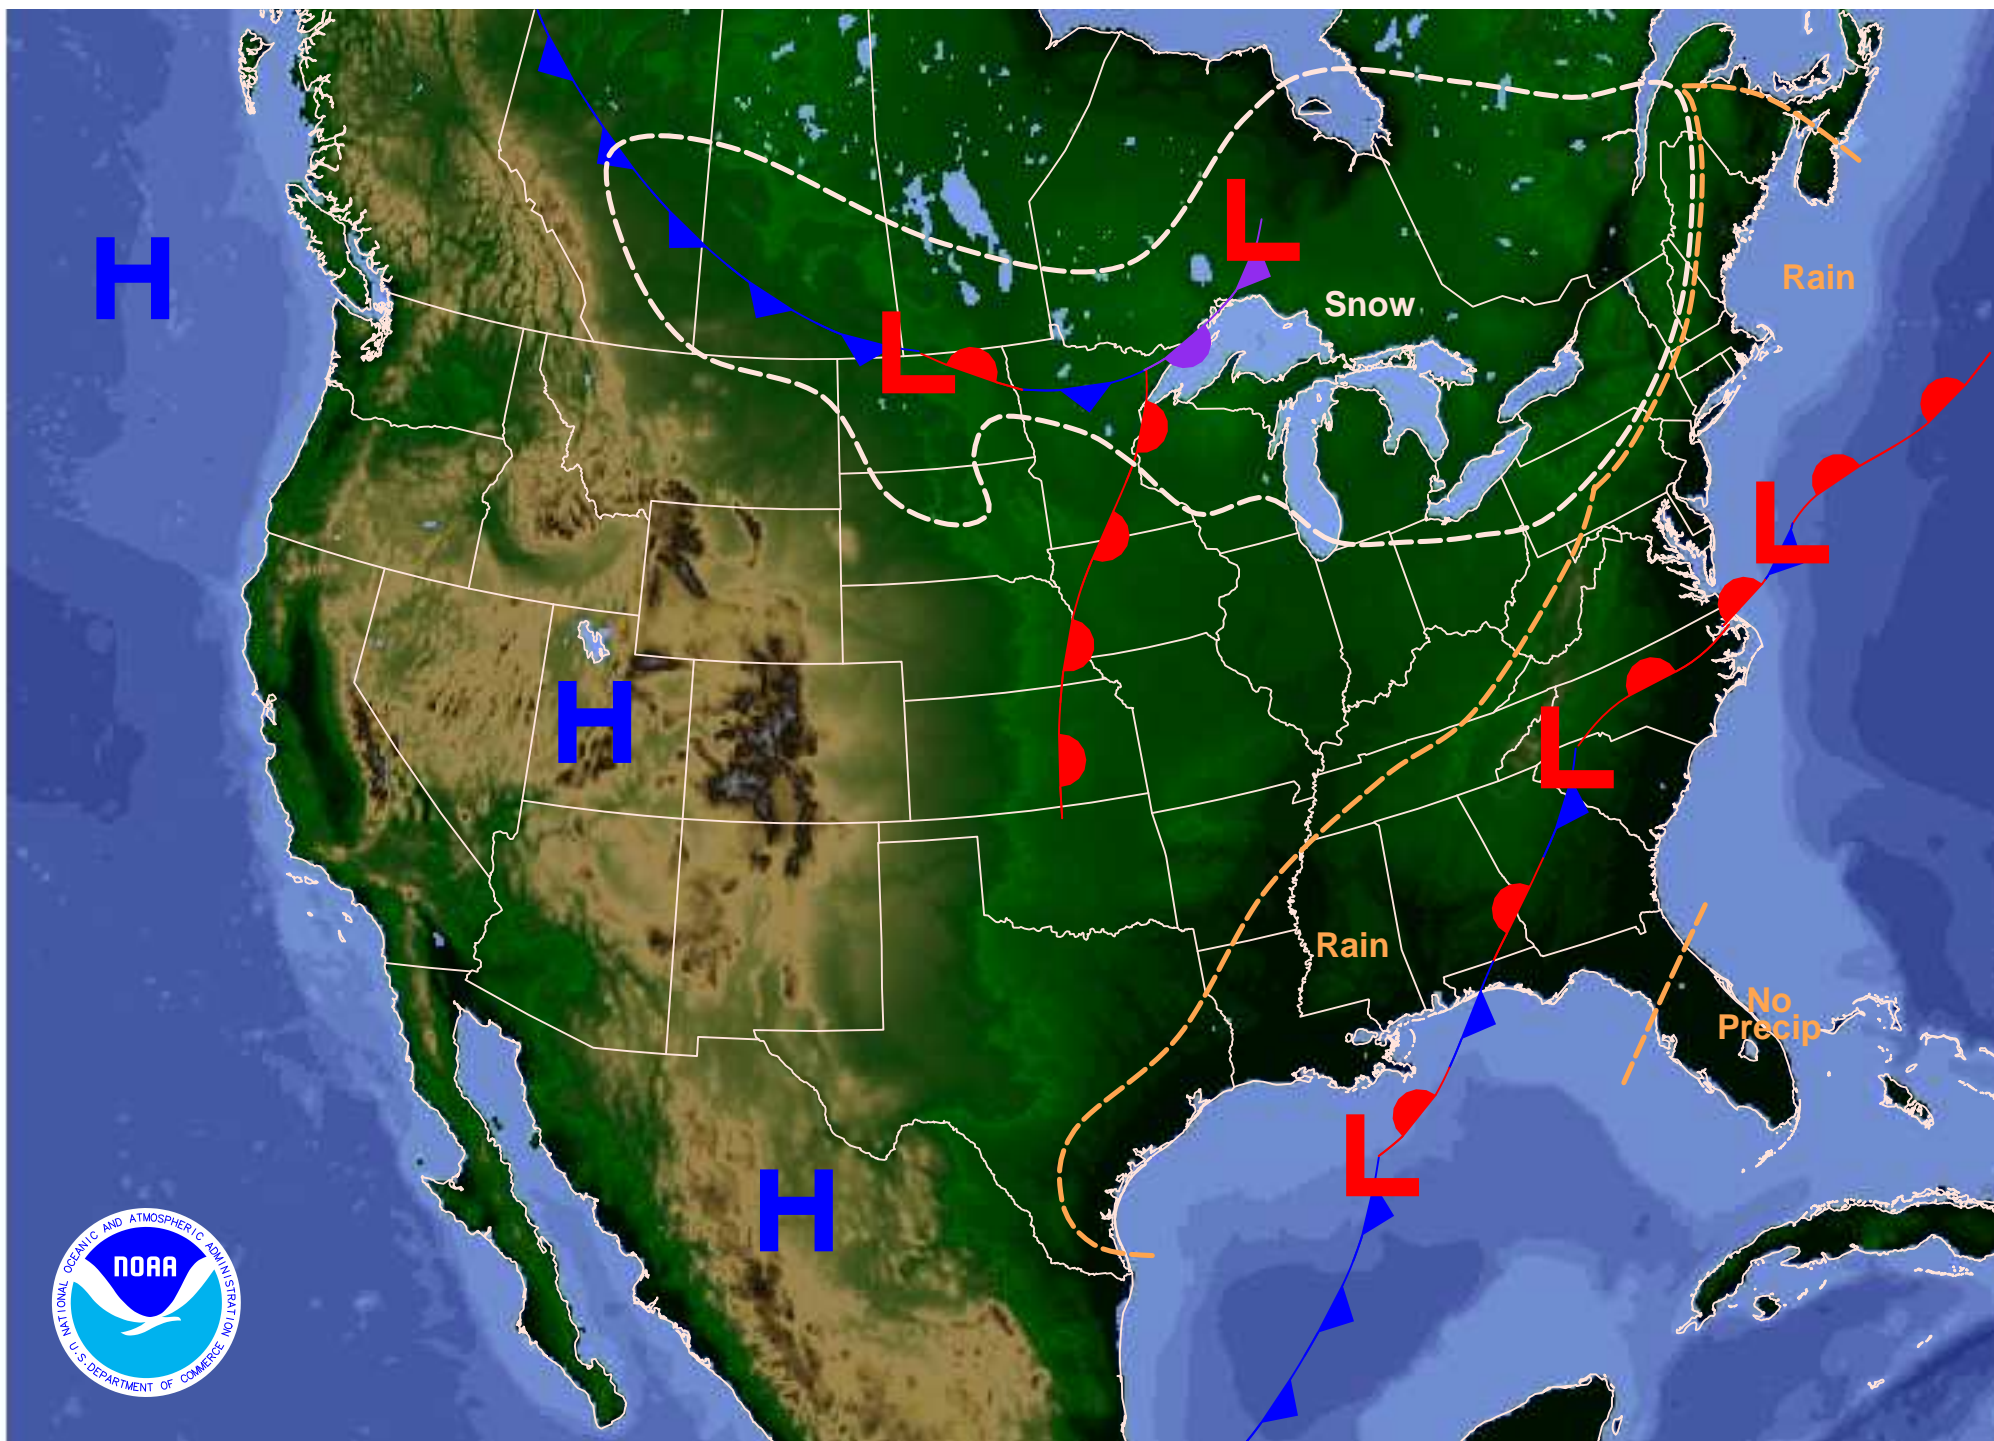 L
H
Snow
Rain
L
L
H
L
Rain
No
Precip
L
H
NATIONAL OCEANIC AND ATMOSPHERIC ADMINISTRATION
NOAA
U.S. DEPARTMENT OF COMMERCE